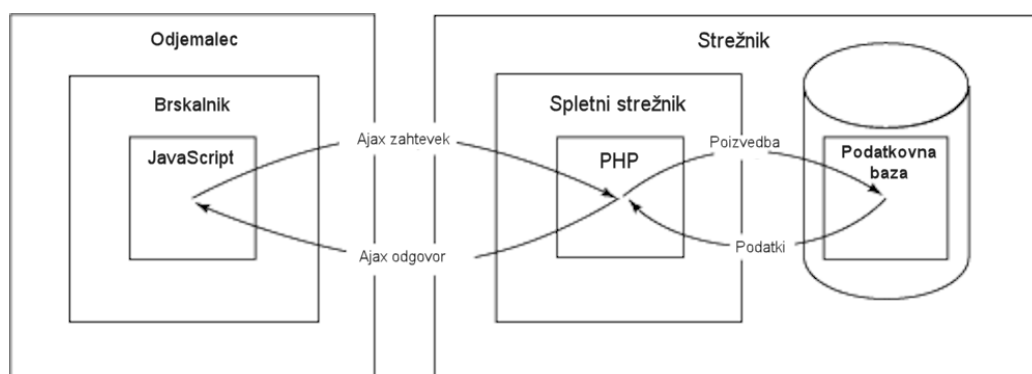 Odjemalec
Brskalnik
JavaScript
Ajax zahtevek
Ajax odgovor
Strežnik
Spletni strežnik
PHP
Poizvedba
Podatki
Podatkovna
baza